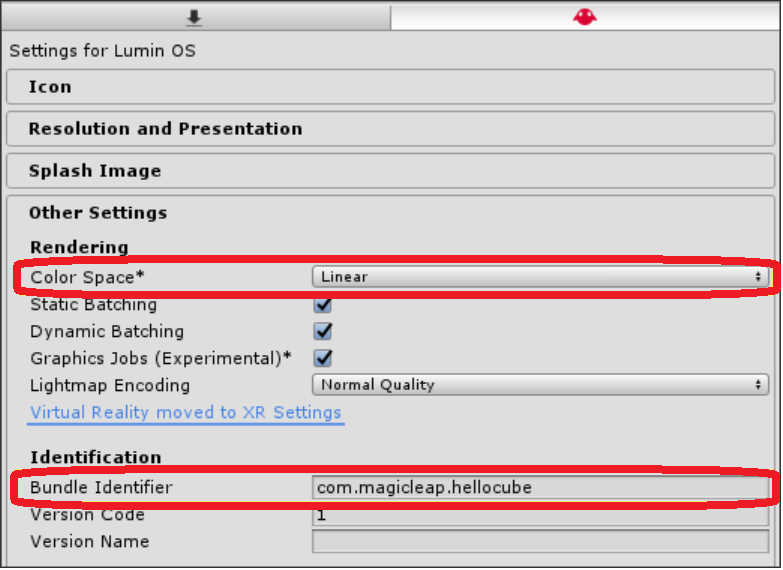 Settings for Lumin OS
Icon
Resolution and Presentation
Splash Image
Other Settings
Rendering
Color Space* Linear
Static Batching
Dynamic Batching
Graphics Jobs (Experimental)*
Lightmap Encoding Normal Quality
Virtual Reality moved to XR Settings
Identification
Bundle Identifier com.magicleap.hellocube
Version Code 1
Version Name